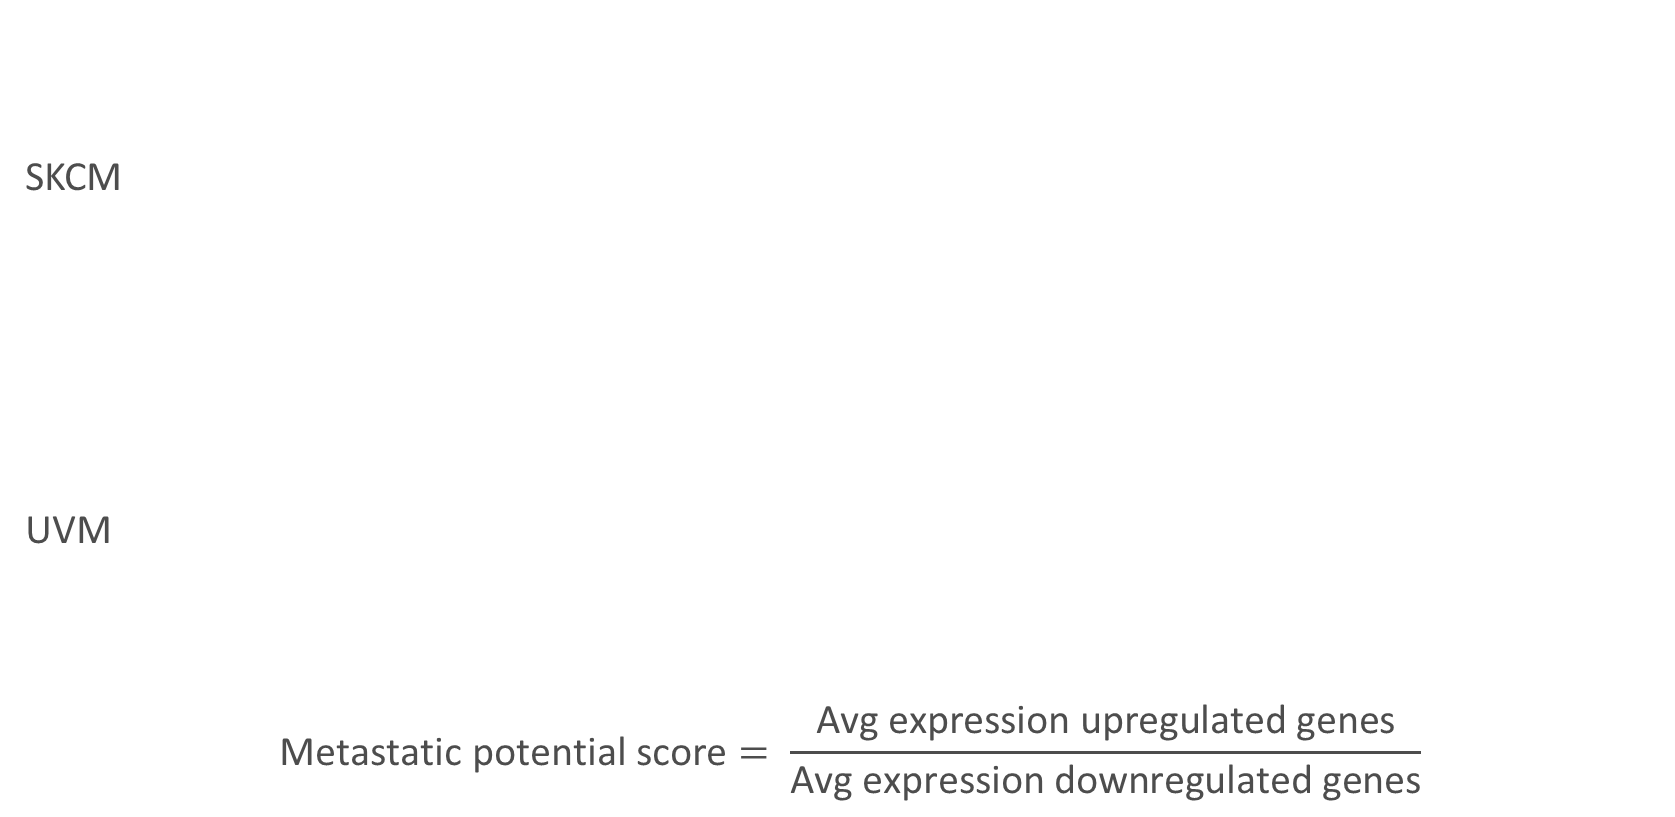 SKCM
UVM
Avg expression upregulated genes
Metastatic potential score =
Avg expression downregulated genes